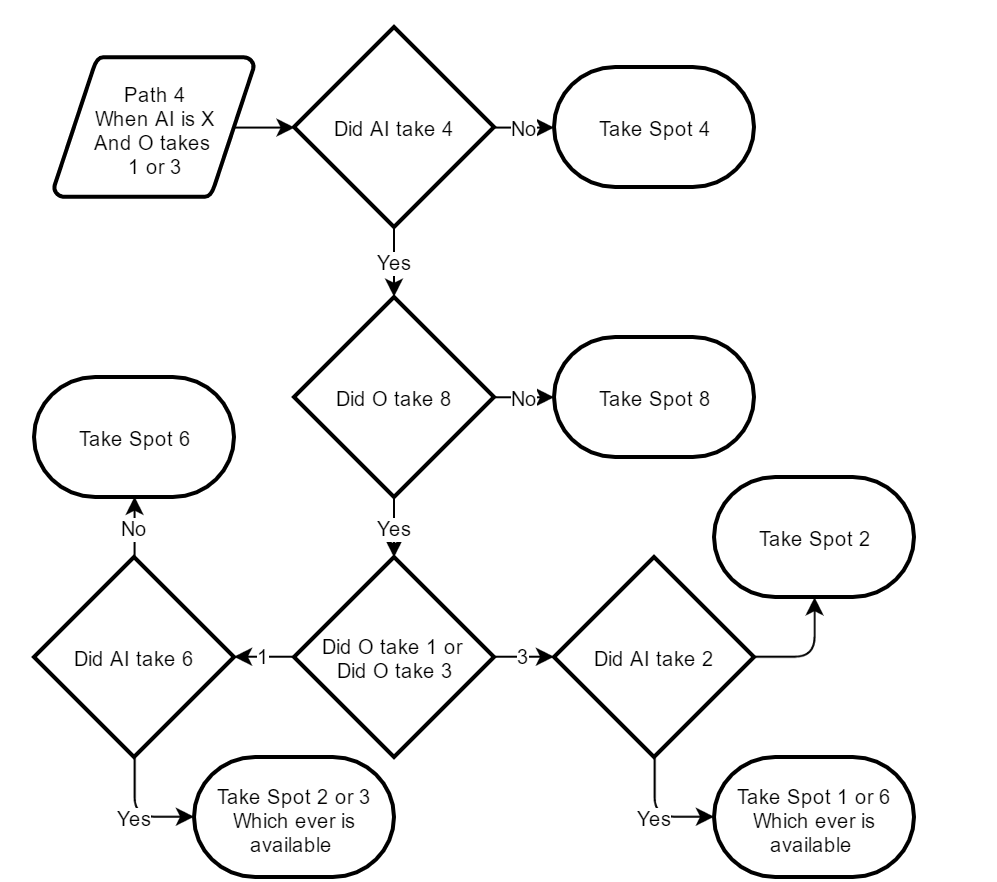 Path 4
When AI is X
And O takes
1 or 3
Did AI take 4
No
Take Spot 4
Yes
Did O take 8
No
Take Spot 8
Yes
Take Spot 6
No
Take Spot 2
Did AI take 6
1
Did O take 1 or
Did O take 3
3
Did AI take 2
Yes
Take Spot 2 or 3
Which ever is
available
Yes
Take Spot 1 or 6
Which ever is
available